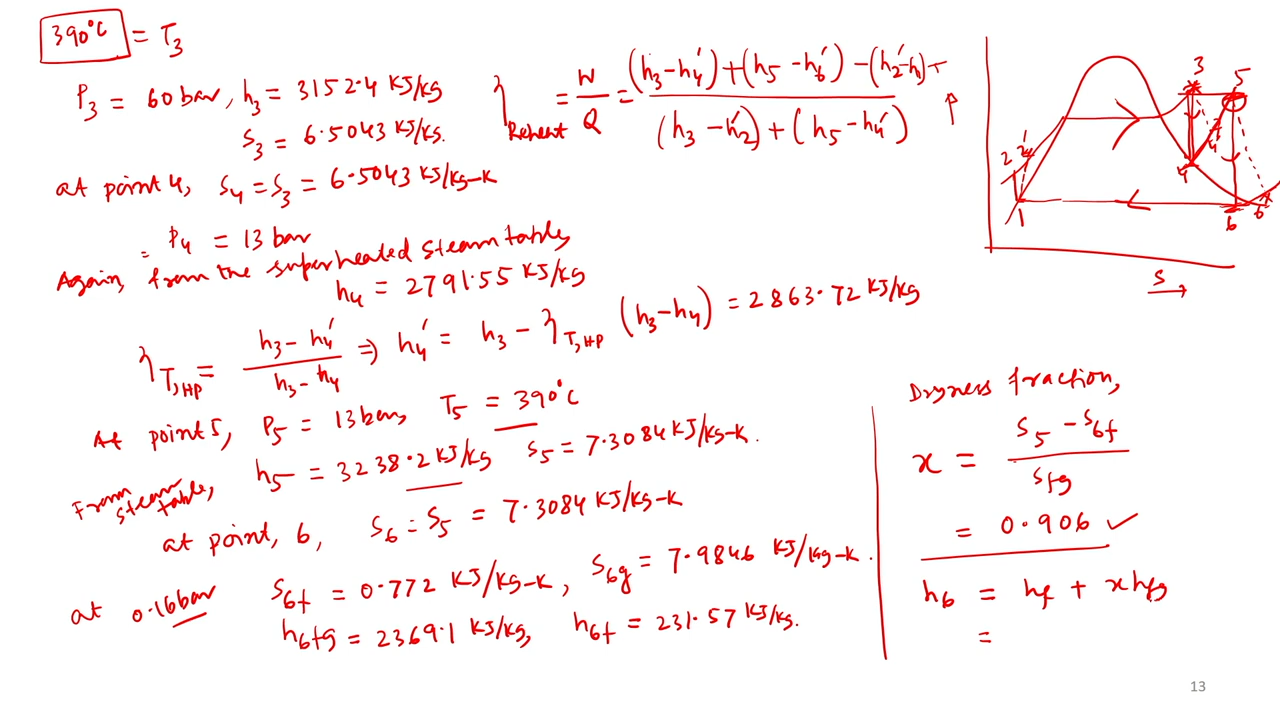 390°C = T3
P3 = 60 bar, h3 = 3152.4 KJ/kg
S3 = 6.5043 KJ/kg.
ηReheat = W/Q = (h3-h4')+(h5-h6')-(h2'-h1) / (h3-h2')+(h5-h4') ↑
at point 4, S4 = S3 = 6.5043 KJ/kg-K
P4 = 13 bar
Again, from the superheated steam table,
h4 = 2791.55 KJ/kg
ηT,HP = h3-h4' / h3-h4 ⇒ h4' = h3 - ηT,HP (h3-h4) = 2863.72 KJ/kg
At point 5, P5 = 13 bar, T5 = 390°C
From steam table, h5 = 3238.2 KJ/kg S5 = 7.3084 KJ/kg-K.
at point, 6, S6 = S5 = 7.3084 KJ/kg-K
at 0.16 bar S6f = 0.772 KJ/kg-K, S6g = 7.9846 KJ/kg-K.
h6fg = 2369.1 KJ/kg, h6f = 231.57 KJ/kg.
3
5
2
2'
4
4'
1
6
6'
S
Dryness fraction,
x = S5 - S6f / Sfg
= 0.906 ✓
h6 = hf + x hfg
=
13